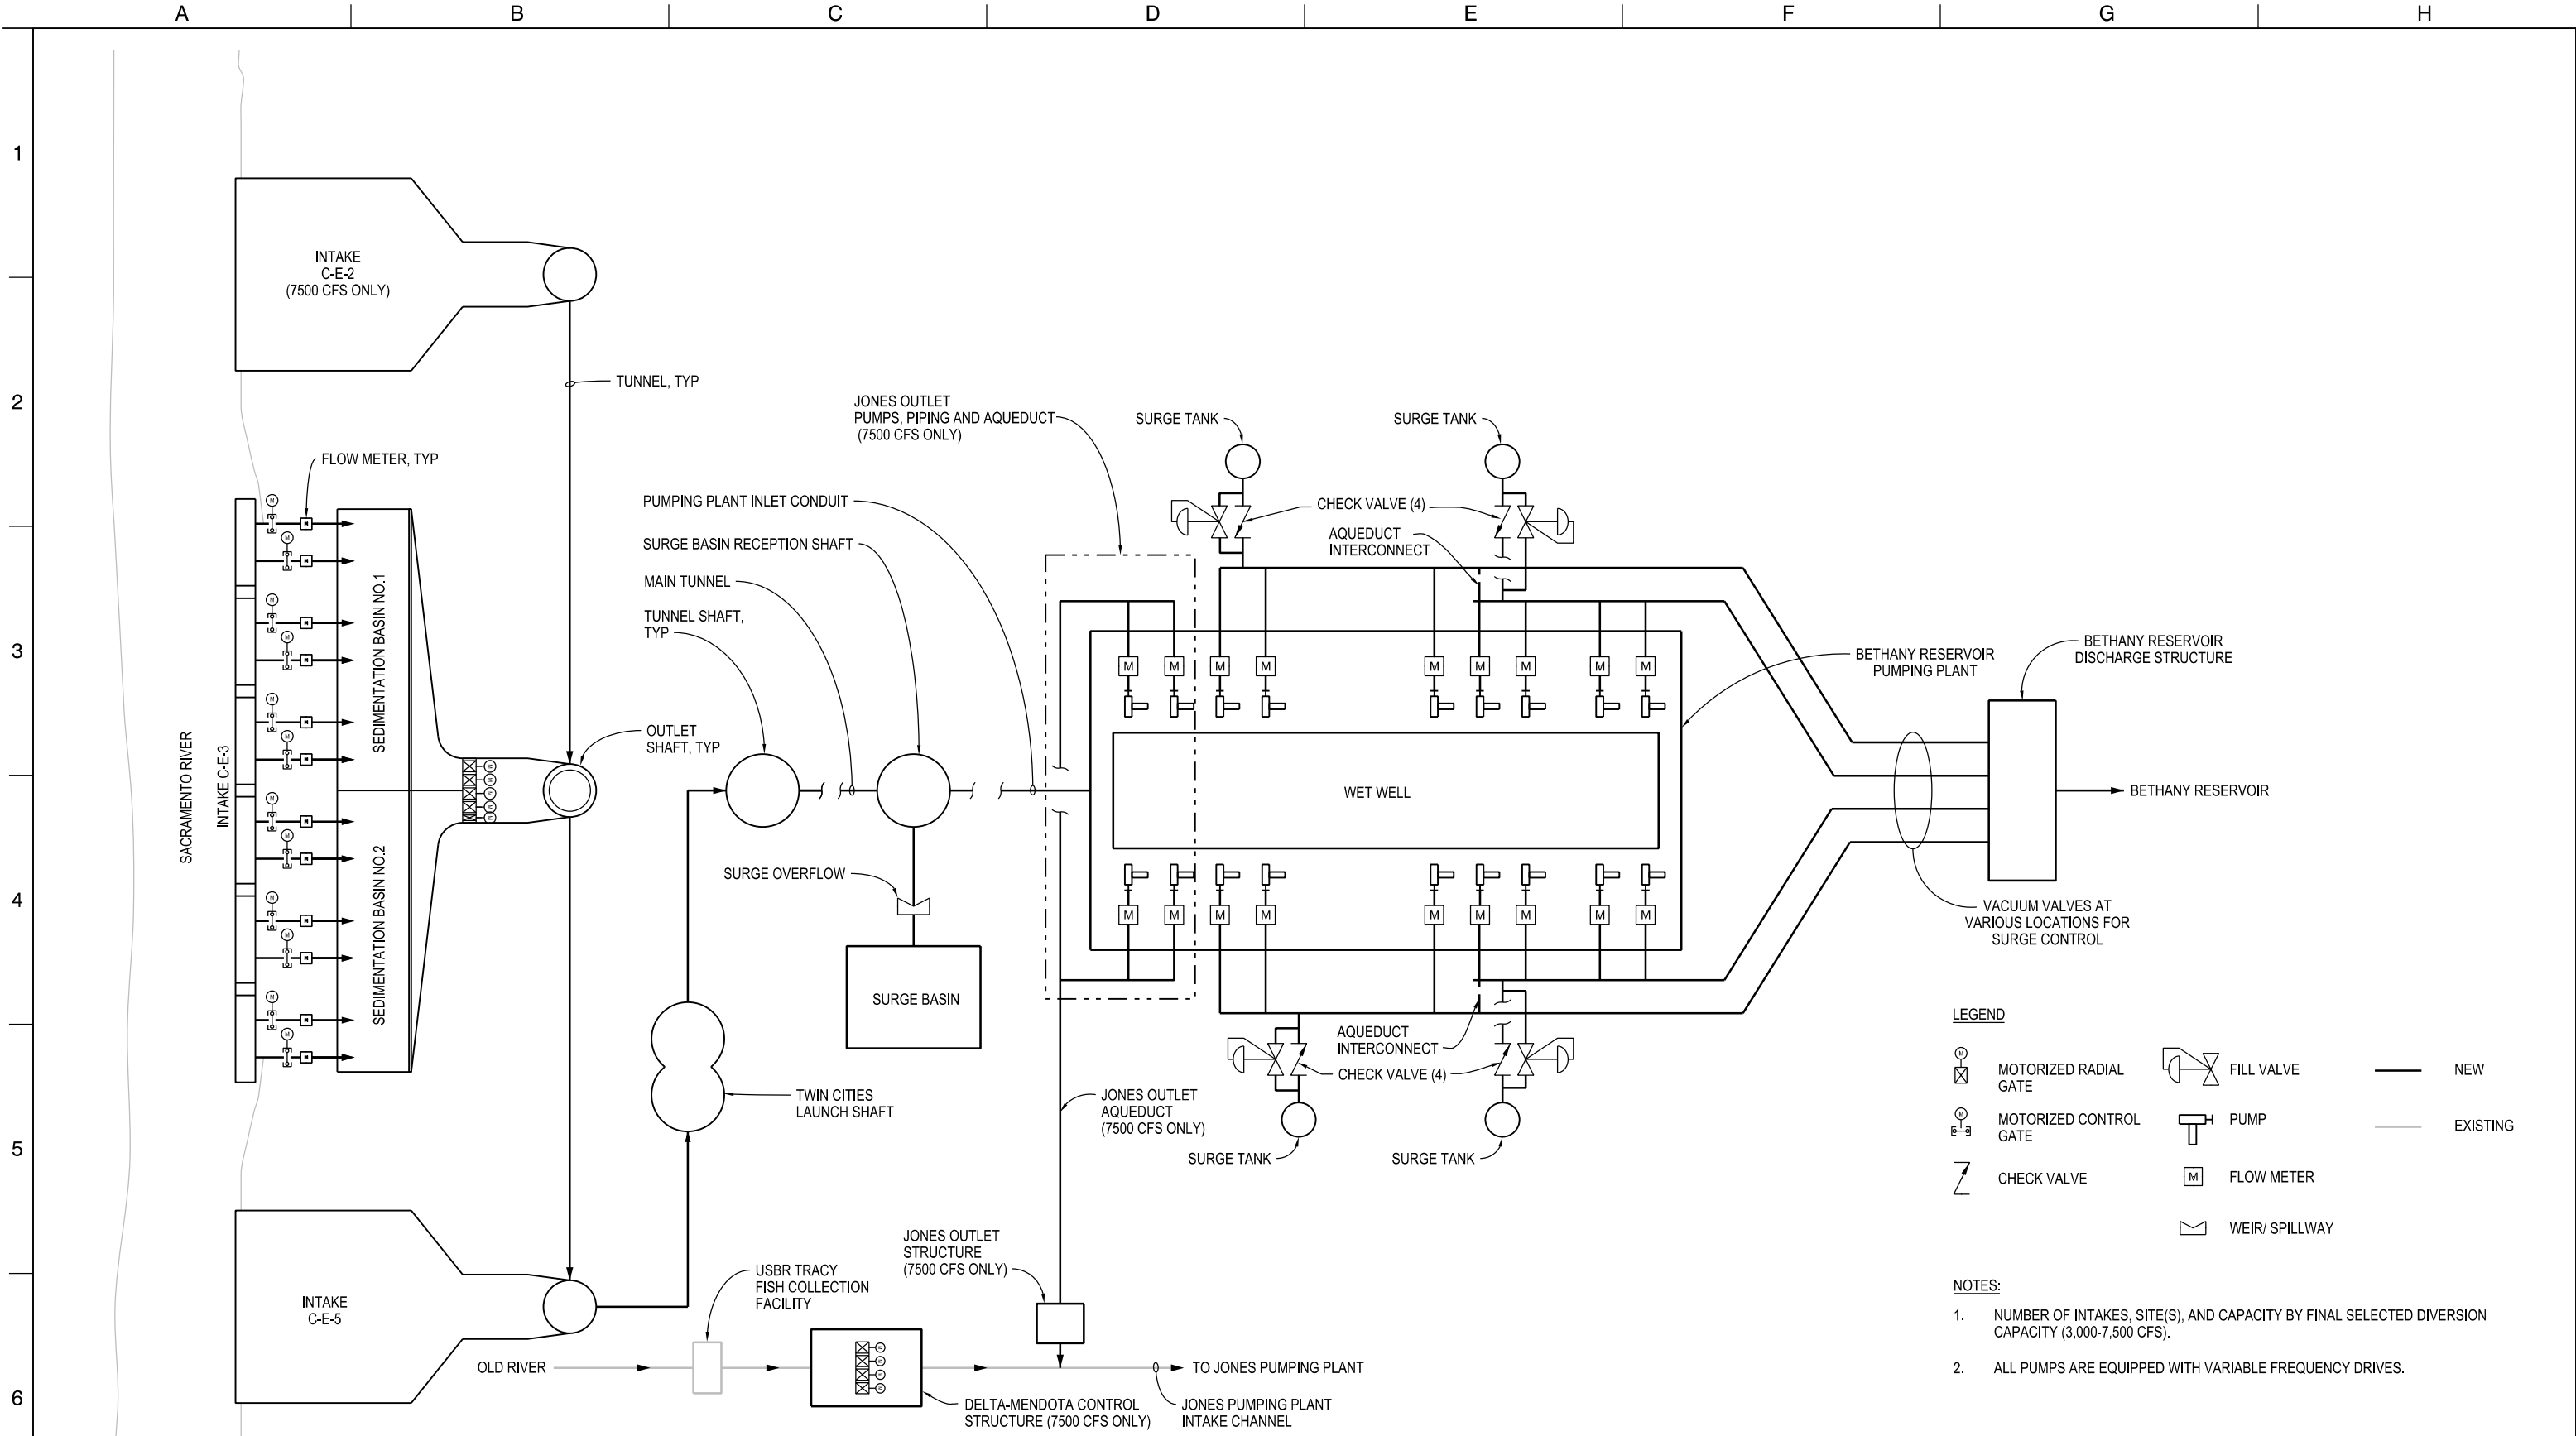 A B C D E F G H
1
2
3
4
5
6
INTAKE
C-E-2
(7500 CFS ONLY)
TUNNEL, TYP
FLOW METER, TYP
SACRAMENTO RIVER
INTAKE C-E-3
SEDIMENTATION BASIN NO.1
SEDIMENTATION BASIN NO.2
OUTLET
SHAFT, TYP
INTAKE
C-E-5
JONES OUTLET
PUMPS, PIPING AND AQUEDUCT
(7500 CFS ONLY)
PUMPING PLANT INLET CONDUIT
SURGE BASIN RECEPTION SHAFT
MAIN TUNNEL
TUNNEL SHAFT,
TYP
SURGE OVERFLOW
SURGE BASIN
TWIN CITIES
LAUNCH SHAFT
SURGE TANK
SURGE TANK
CHECK VALVE (4)
AQUEDUCT
INTERCONNECT
M M M M M M M M M
WET WELL
M M M M M M M M M
BETHANY RESERVOIR
PUMPING PLANT
BETHANY RESERVOIR
DISCHARGE STRUCTURE
BETHANY RESERVOIR
VACUUM VALVES AT
VARIOUS LOCATIONS FOR
SURGE CONTROL
AQUEDUCT
INTERCONNECT
CHECK VALVE (4)
SURGE TANK
SURGE TANK
JONES OUTLET
AQUEDUCT
(7500 CFS ONLY)
JONES OUTLET
STRUCTURE
(7500 CFS ONLY)
USBR TRACY
FISH COLLECTION
FACILITY
OLD RIVER
TO JONES PUMPING PLANT
DELTA-MENDOTA CONTROL
STRUCTURE (7500 CFS ONLY)
JONES PUMPING PLANT
INTAKE CHANNEL
LEGEND
M
MOTORIZED RADIAL
GATE
M
MOTORIZED CONTROL
GATE
CHECK VALVE
FILL VALVE
PUMP
M
FLOW METER
WEIR/ SPILLWAY
NEW
EXISTING
NOTES:
1. NUMBER OF INTAKES, SITE(S), AND CAPACITY BY FINAL SELECTED DIVERSION
CAPACITY (3,000-7,500 CFS).
2. ALL PUMPS ARE EQUIPPED WITH VARIABLE FREQUENCY DRIVES.